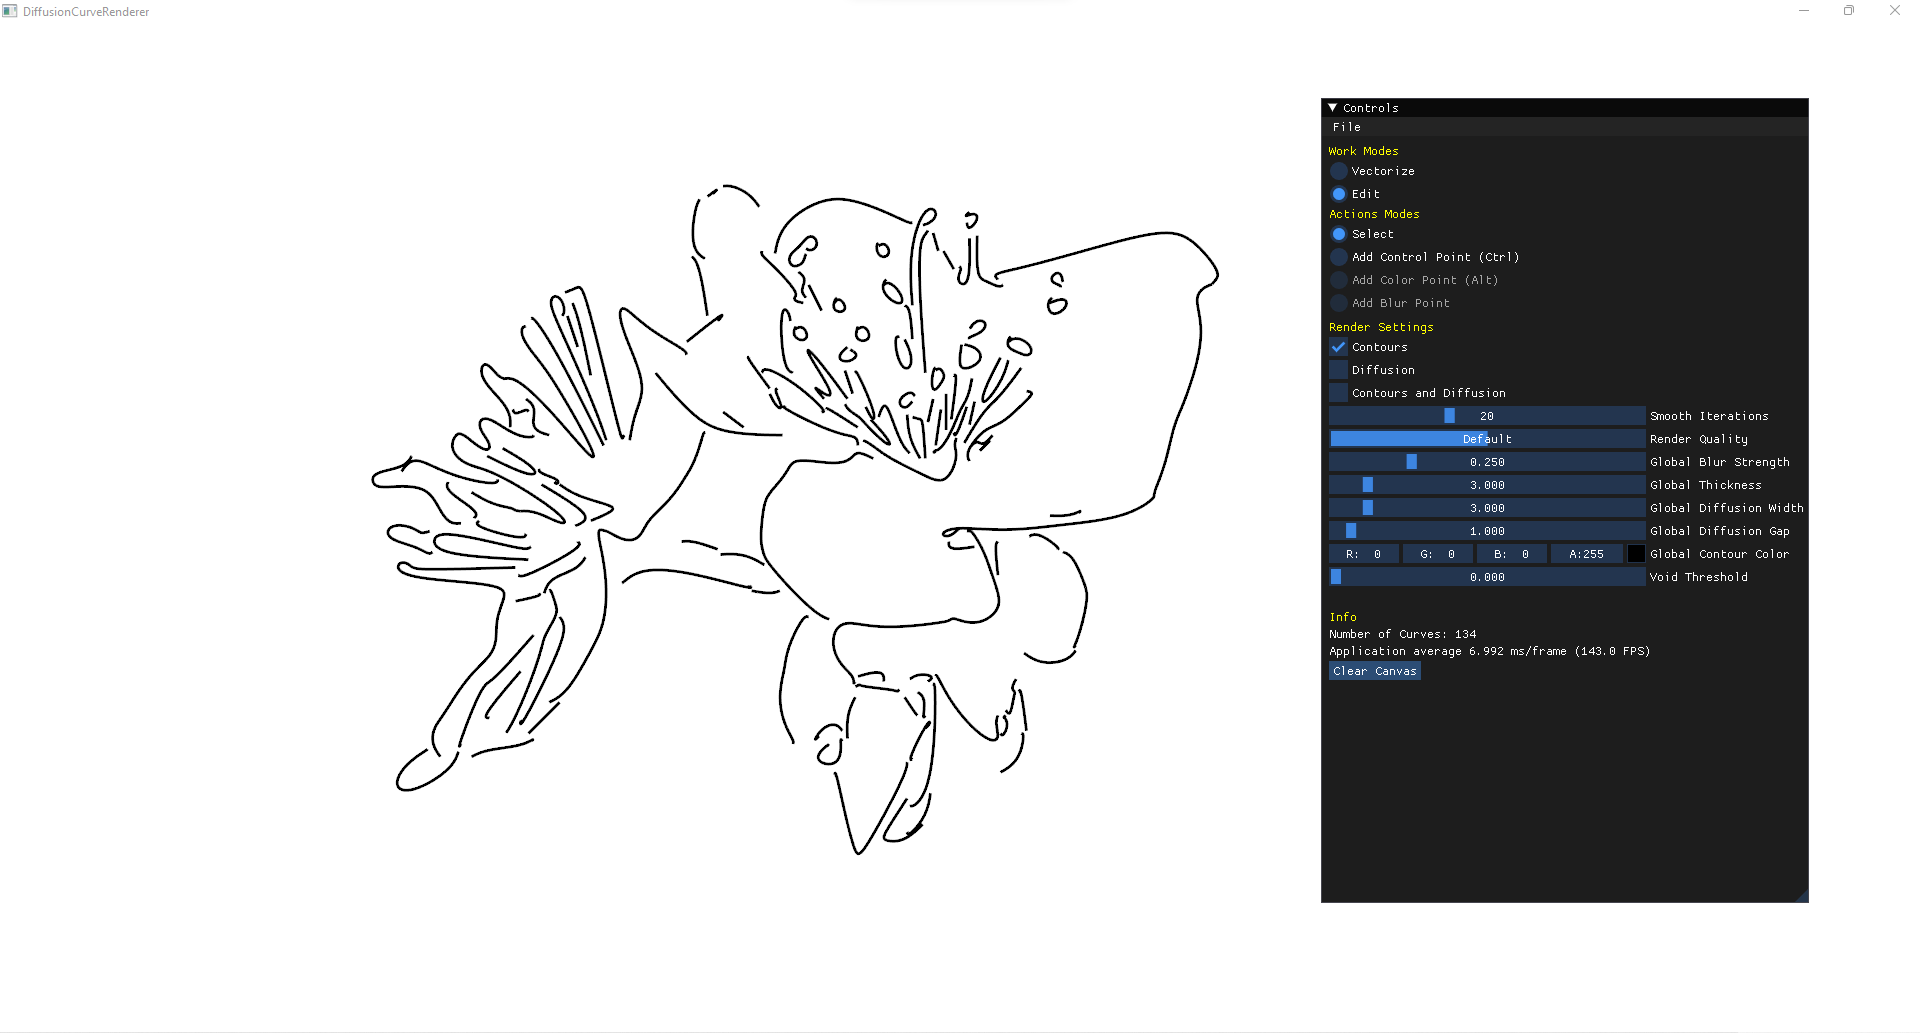 DiffusionCurveRenderer
Controls
File
Work Modes
Vectorize
Edit
Actions Modes
Select
Add Control Point (Ctrl)
Add Color Point (Alt)
Add Blur Point
Render Settings
Contours
Diffusion
Contours and Diffusion
20 Smooth Iterations
Default Render Quality
0.250 Global Blur Strength
3.000 Global Thickness
3.000 Global Diffusion Width
1.000 Global Diffusion Gap
R: 0 G: 0 B: 0 A:255 Global Contour Color
0.000 Void Threshold
Info
Number of Curves: 134
Application average 6.992 ms/frame (143.0 FPS)
Clear Canvas